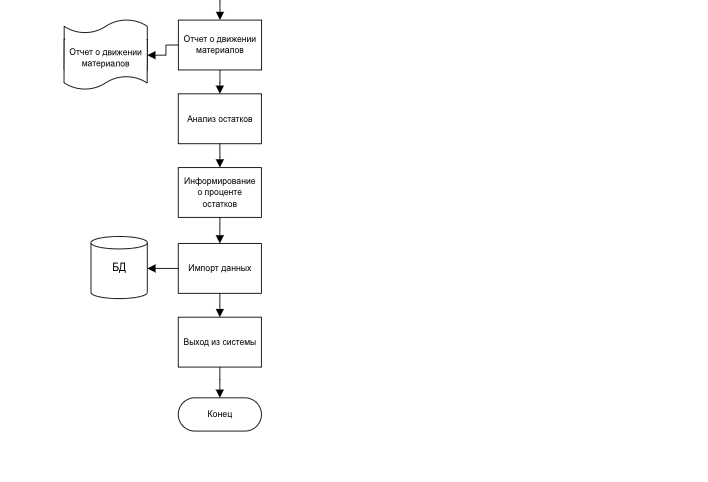 Отчет о движении
материалов
Отчет о движении
материалов
Анализ остатков
Информирование
о проценте
остатков
БД
Импорт данных
Выход из системы
Конец